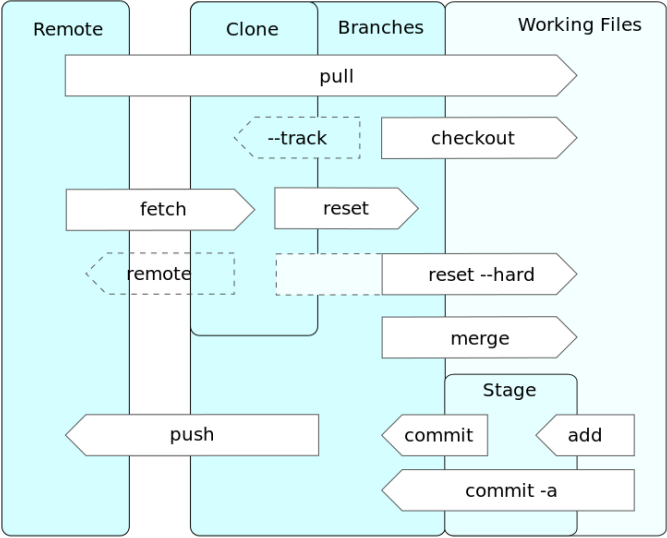 Remote
Clone
Branches
Working Files
pull
--track
checkout
fetch
reset
remote
reset --hard
merge
Stage
push
commit
add
commit -a